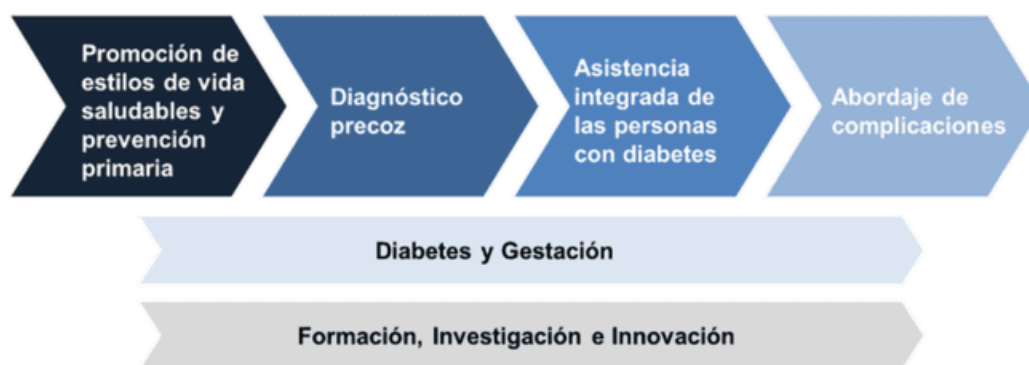 Promoción de
estilos de vida
saludables y
prevención
primaria
Diagnóstico
precoz
Asistencia
integrada de
las personas
con diabetes
Abordaje de
complicaciones
Diabetes y Gestación
Formación, Investigación e Innovación